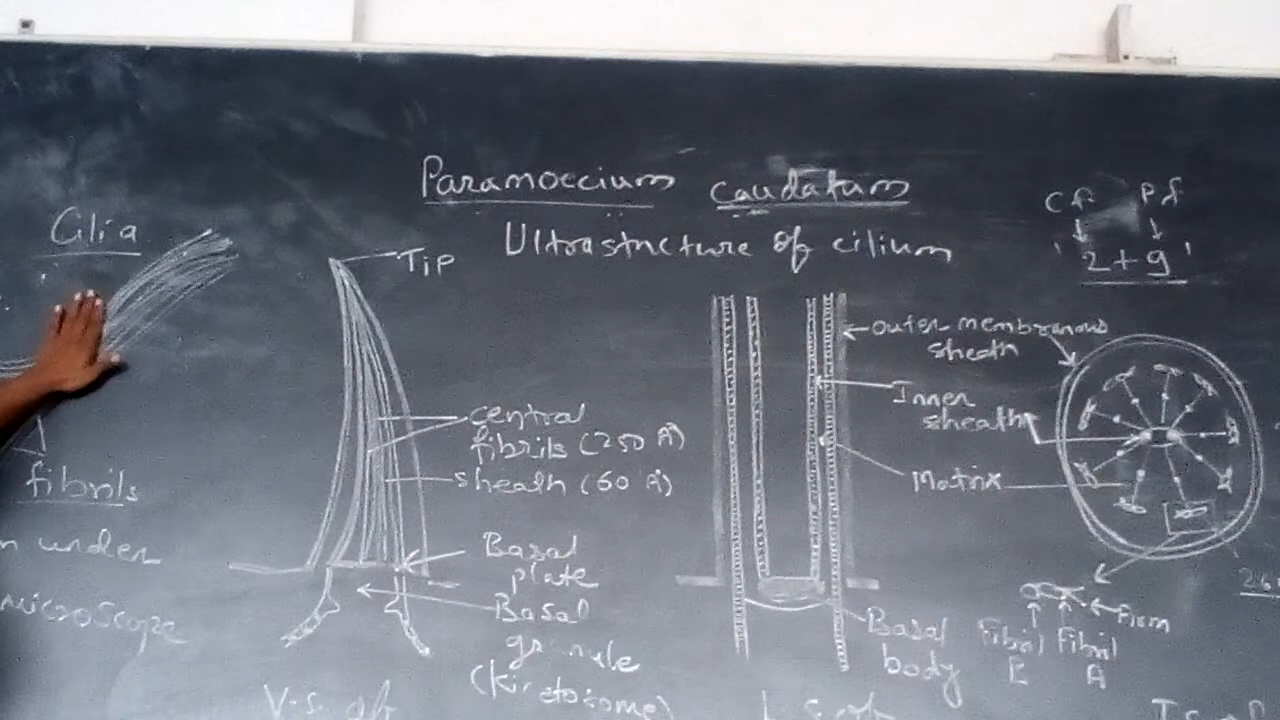 Paramoecium caudatum
Ultrastructure of cilium
Cilia
fibrils
n under
microscope
Tip
central
fibrils (250 Å)
sheath (60 Å)
Basal
plate
Basal
granule
(kinetosome)
V.S. of
Cf Pf
'2+9'
outer membranous
sheath
Inner
sheath
Matrix
Basal
body
Fibril
B
Fibril
A
Arm